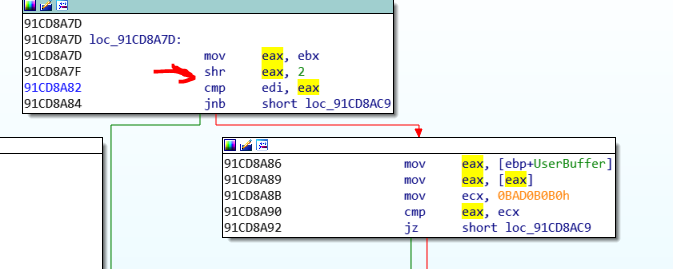 91CD8A7D
91CD8A7D loc_91CD8A7D:
91CD8A7D mov eax, ebx
91CD8A7F shr eax, 2
91CD8A82 cmp edi, eax
91CD8A84 jnb short loc_91CD8AC9
91CD8A86 mov eax, [ebp+UserBuffer]
91CD8A89 mov eax, [eax]
91CD8A8B mov ecx, 0BAD0B0B0h
91CD8A90 cmp eax, ecx
91CD8A92 jz short loc_91CD8AC9